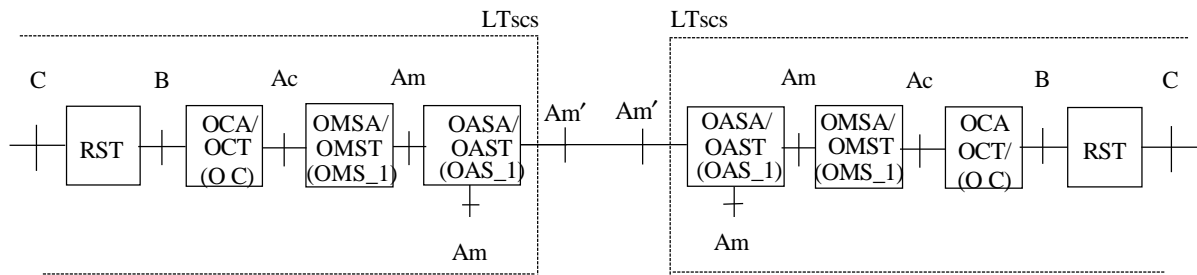 LTscs
LTscs
C
B
Ac
Am
Am′
Am′
Am
Ac
B
C
RST
OCA/
OCT
(O C)
OMSA/
OMST
(OMS_1)
OASA/
OAST
(OAS_1)
Am
OASA/
OAST
(OAS_1)
Am
OMSA/
OMST
(OMS_1)
OCA
OCT/
(O C)
RST